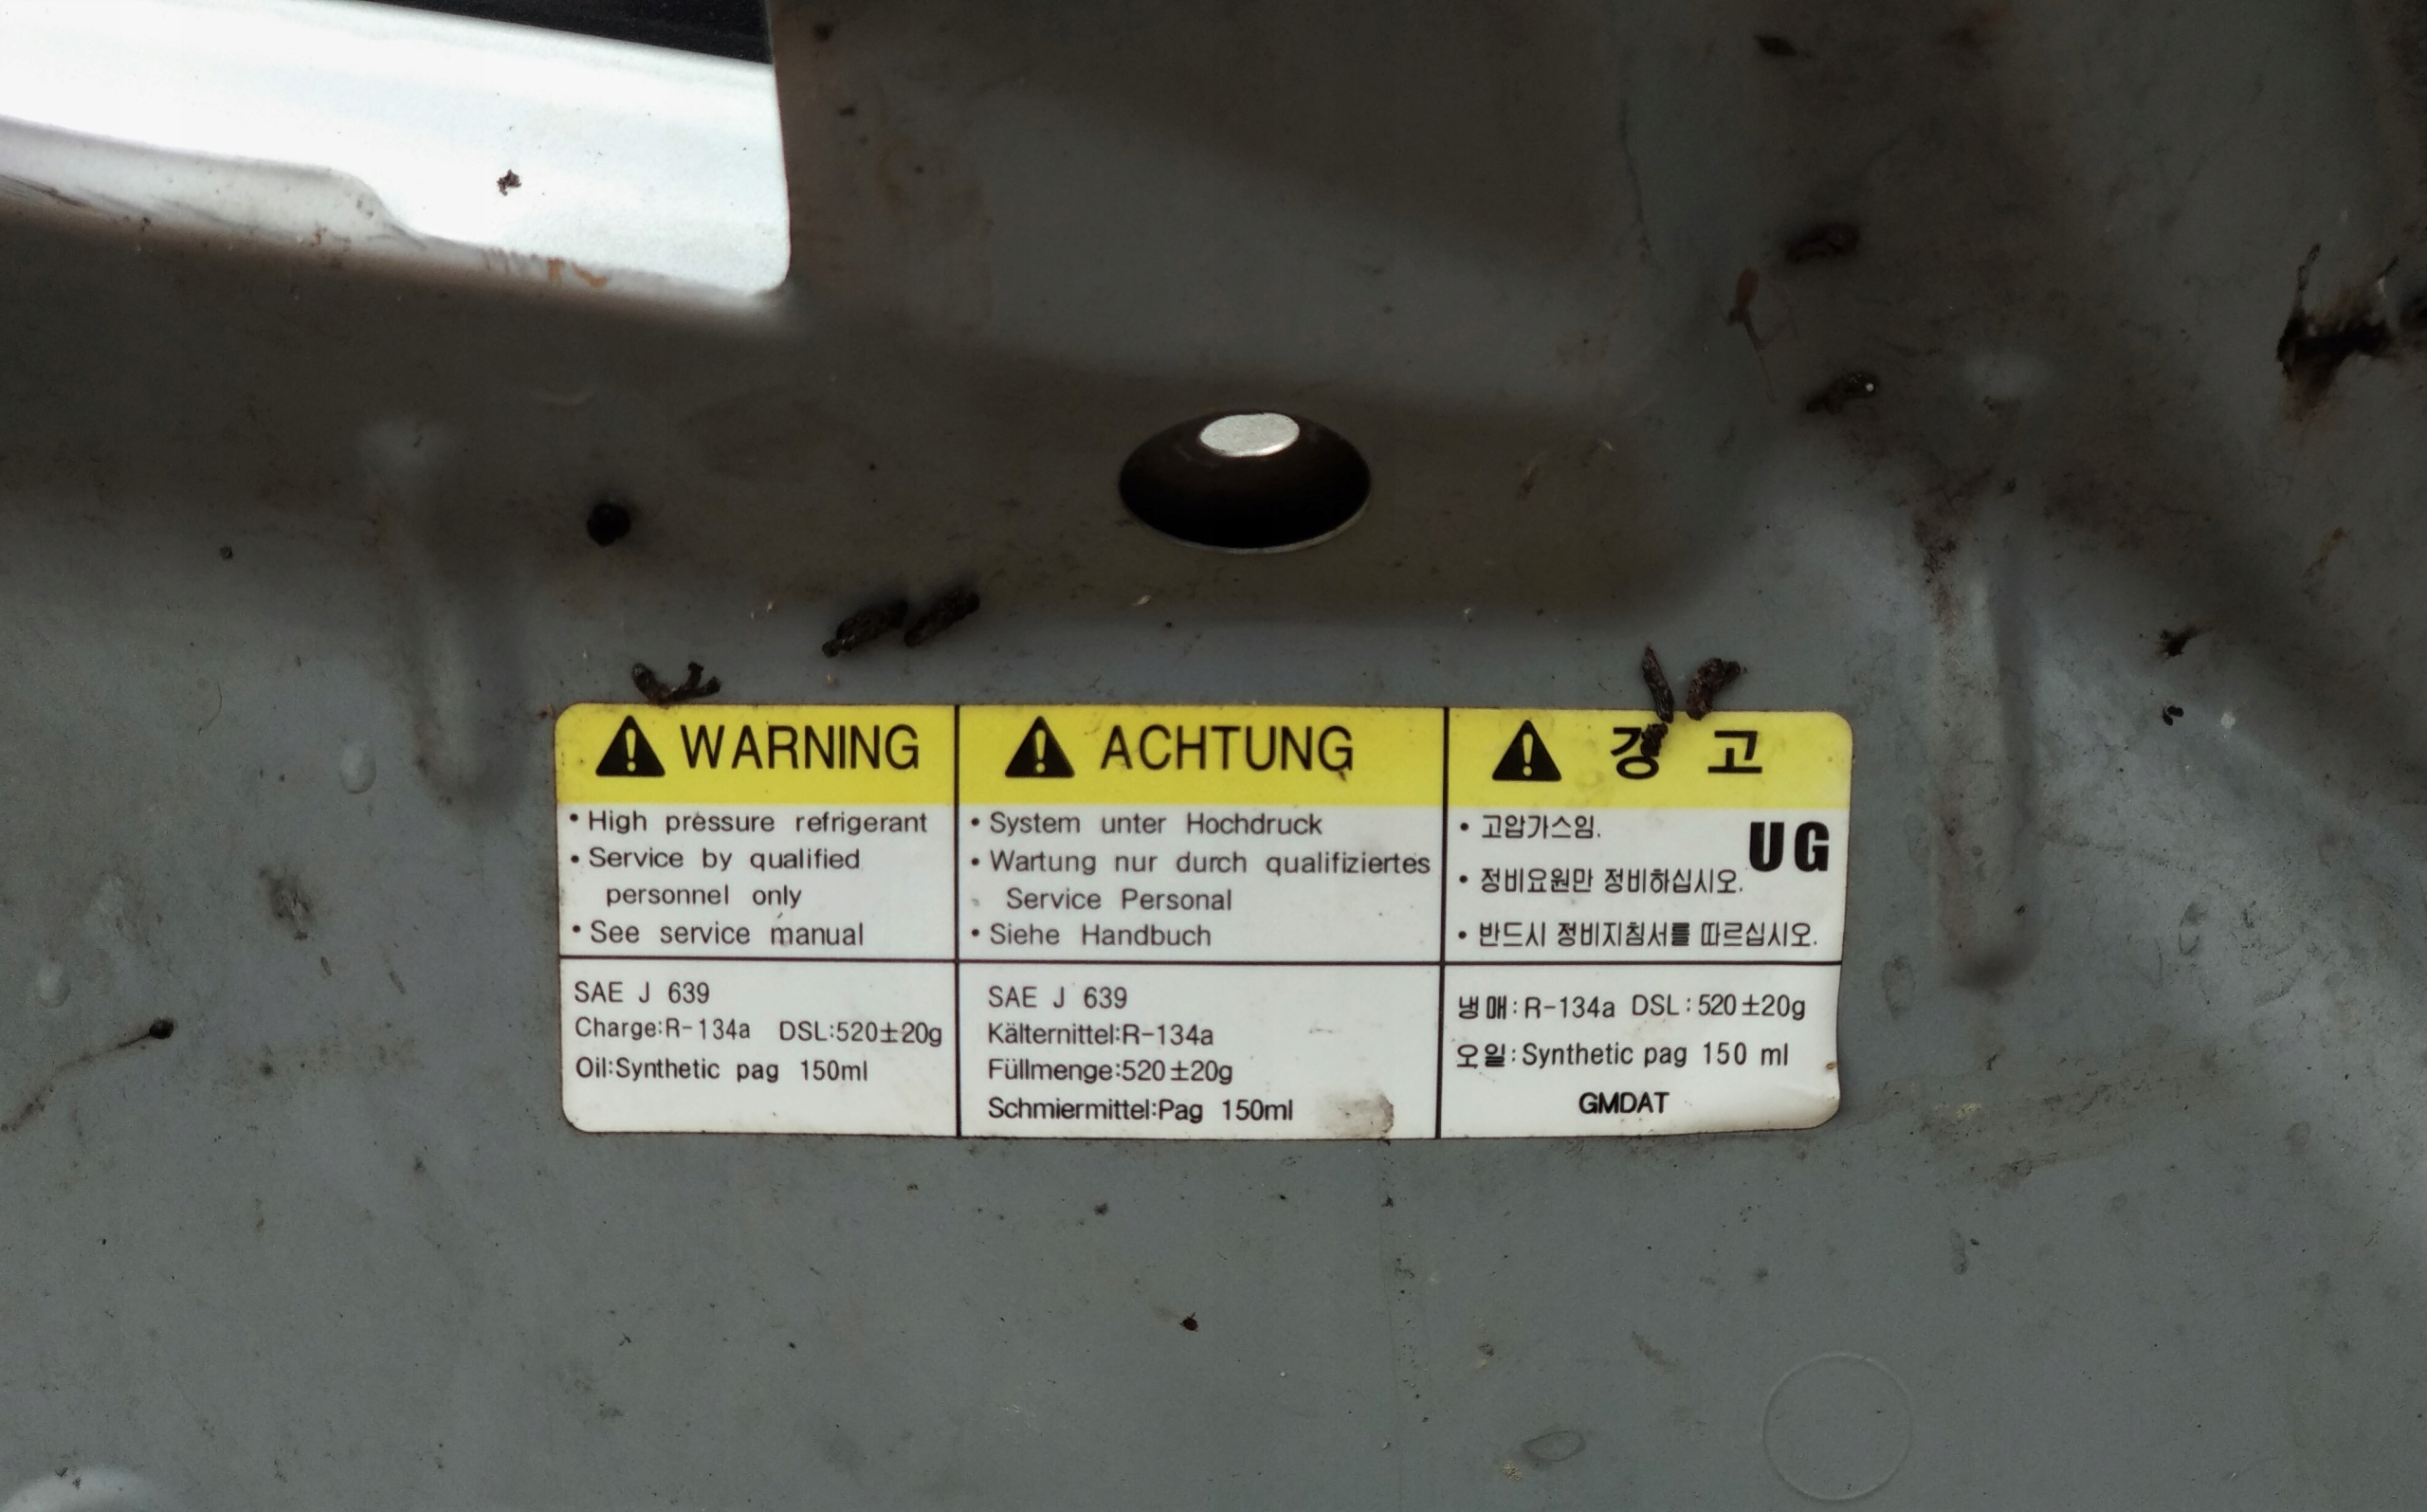 WARNING
• High pressure refrigerant
• Service by qualified
personnel only
• See service manual
SAE J 639
Charge:R-134a DSL:520±20g
Oil:Synthetic pag 150ml
ACHTUNG
• System unter Hochdruck
• Wartung nur durch qualifiziertes
Service Personal
• Siehe Handbuch
SAE J 639
Kälternittel:R-134a
Füllmenge:520±20g
Schmiermittel:Pag 150ml
경 고
• 고압가스임.
UG
• 정비요원만 정비하십시오.
• 반드시 정비지침서를 따르십시오.
냉매: R-134a DSL: 520±20g
오일: Synthetic pag 150 ml
GMDAT